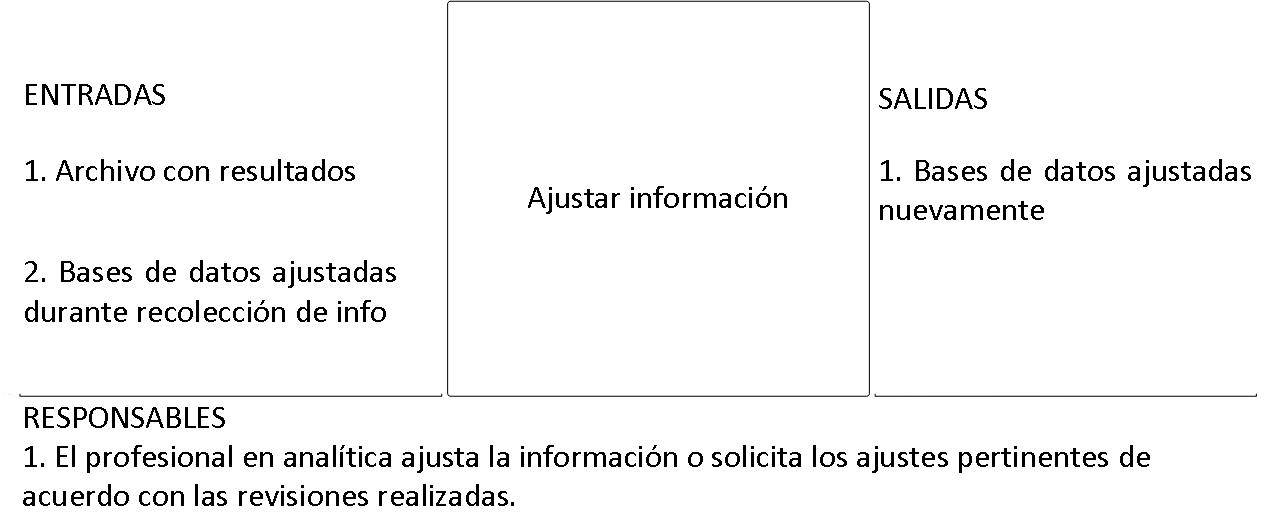 ENTRADAS
1. Archivo con resultados
2. Bases de datos ajustadas
durante recolección de info
Ajustar información
SALIDAS
1. Bases de datos ajustadas
nuevamente
RESPONSABLES
1. El profesional en analítica ajusta la información o solicita los ajustes pertinentes de
acuerdo con las revisiones realizadas.